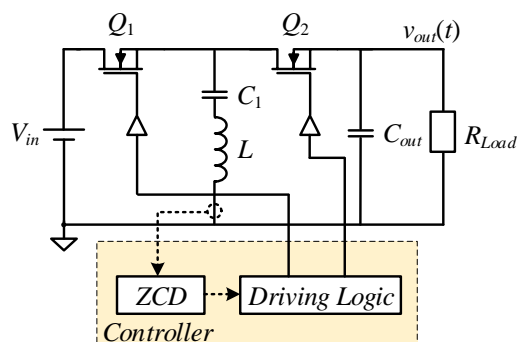 Q1 Q2 vout(t)
C1
Vin L Cout RLoad
ZCD Driving Logic
Controller